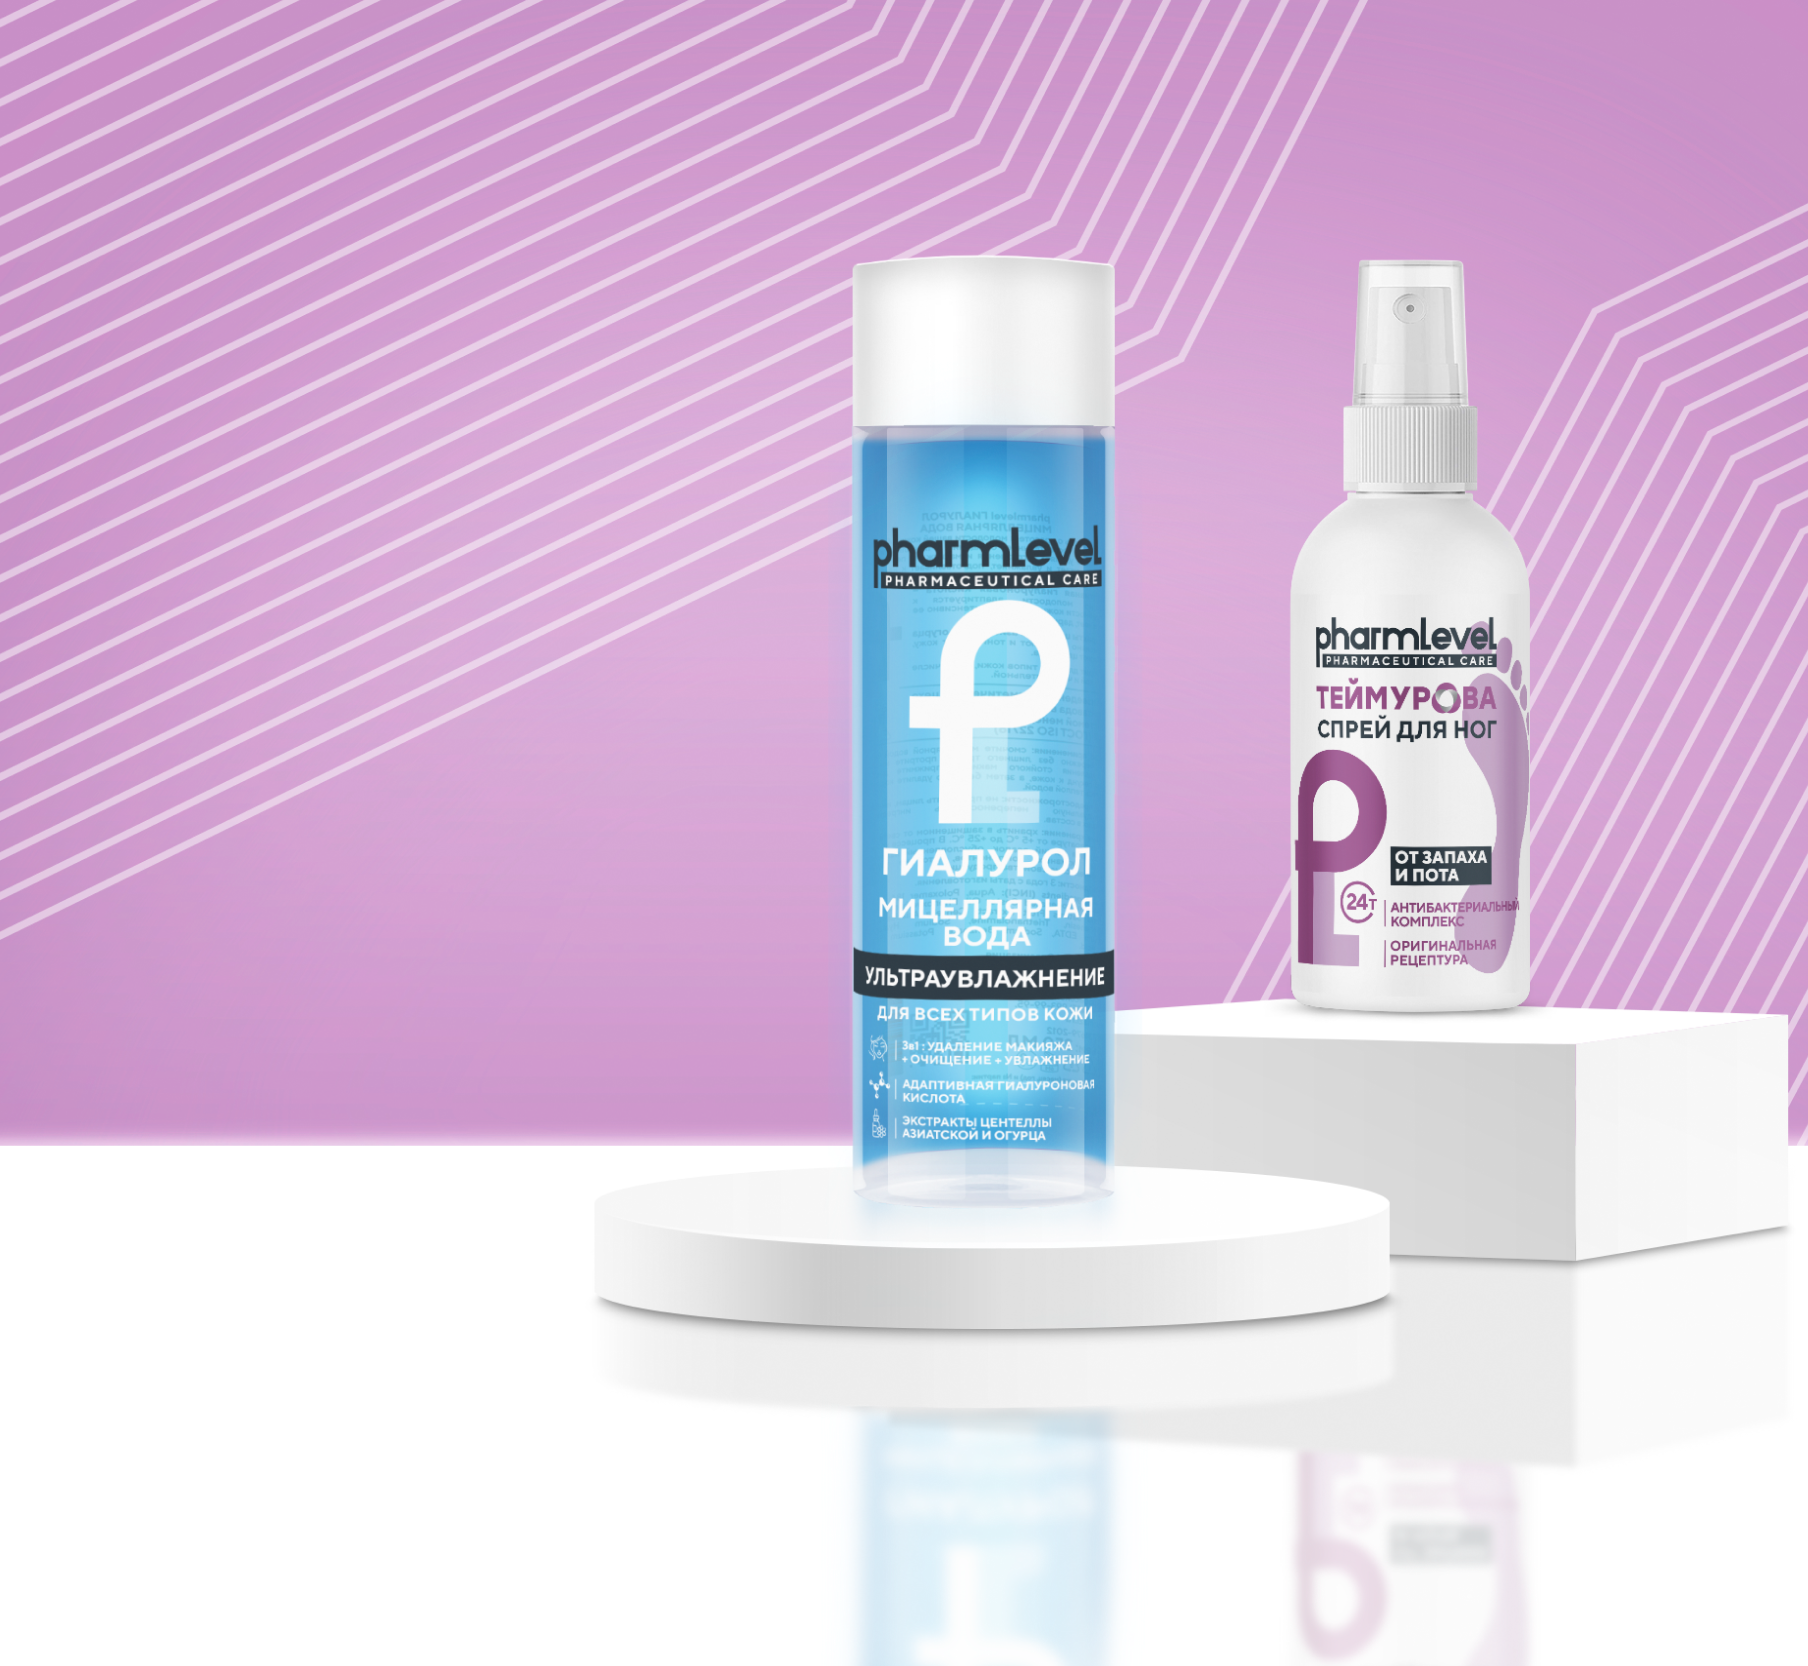 pharmLevel
PHARMACEUTICAL CARE
ГИАЛУРОЛ
МИЦЕЛЛЯРНАЯ
ВОДА
УЛЬТРАУВЛАЖНЕНИЕ
ДЛЯ ВСЕХ ТИПОВ КОЖИ
3в1: УДАЛЕНИЕ МАКИЯЖА
+ ОЧИЩЕНИЕ + УВЛАЖНЕНИЕ
АДАПТИВНАЯ ГИАЛУРОНОВАЯ
КИСЛОТА
ЭКСТРАКТЫ ЦЕНТЕЛЛЫ
АЗИАТСКОЙ И ОГУРЦА
pharmLevel
PHARMACEUTICAL CARE
ТЕЙМУРОВА
СПРЕЙ ДЛЯ НОГ
ОТ ЗАПАХА
И ПОТА
24т
АНТИБАКТЕРИАЛЬНЫЙ
КОМПЛЕКС
ОРИГИНАЛЬНАЯ
РЕЦЕПТУРА